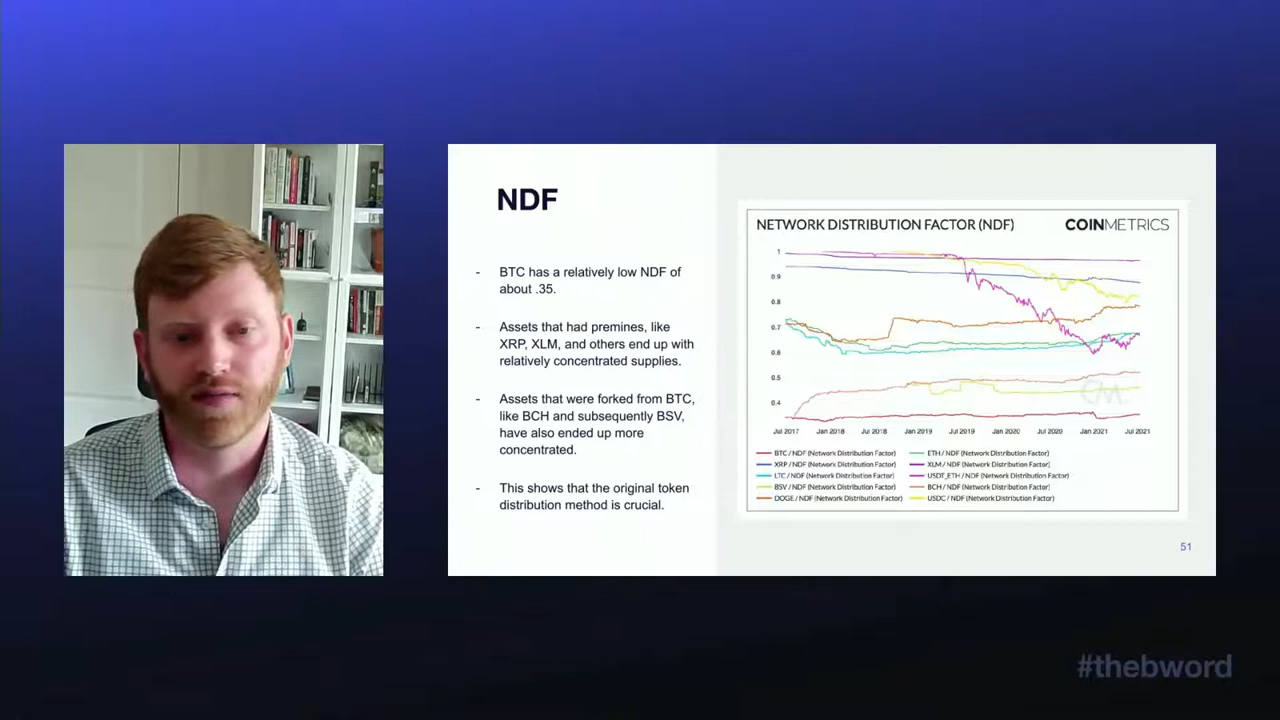 NDF
- BTC has a relatively low NDF of
about .35.
- Assets that had premines, like
XRP, XLM, and others end up with
relatively concentrated supplies.
- Assets that were forked from BTC,
like BCH and subsequently BSV,
have also ended up more
concentrated.
- This shows that the original token
distribution method is crucial.
NETWORK DISTRIBUTION FACTOR (NDF)
COINMETRICS
1
0.9
0.8
0.7
0.6
0.5
0.4
CM
Jul 2017 Jan 2018 Jul 2018 Jan 2019 Jul 2019 Jan 2020 Jul 2020 Jan 2021 Jul 2021
BTC / NDF (Network Distribution Factor) ETH / NDF (Network Distribution Factor)
XRP / NDF (Network Distribution Factor) XLM / NDF (Network Distribution Factor)
LTC / NDF (Network Distribution Factor) USDT_ETH / NDF (Network Distribution Factor)
BSV / NDF (Network Distribution Factor) BCH / NDF (Network Distribution Factor)
DOGE / NDF (Network Distribution Factor) USDC / NDF (Network Distribution Factor)
51
#thebword